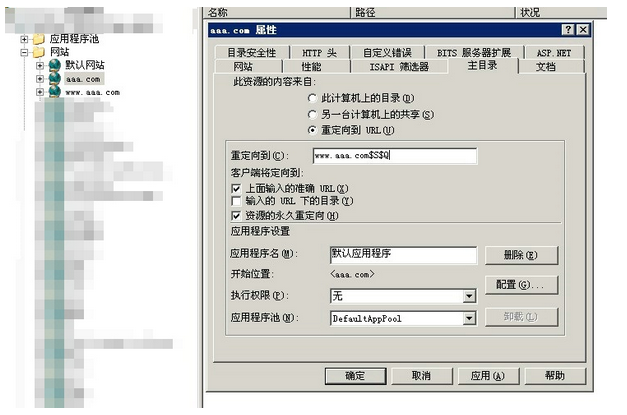 名称 路径 状况
应用程序池
网站
默认网站
aaa.com
www.aaa.com
aaa.com 属性
目录安全性 HTTP 头 自定义错误 BITS 服务器扩展 ASP.NET
网站 性能 ISAPI 筛选器 主目录 文档
此资源的内容来自:
此计算机上的目录(D)
另一台计算机上的共享(S)
重定向到 URL(U)
重定向到(C): www.aaa.com$S$Q
客户端将定向到:
上面输入的准确 URL(X)
输入的 URL 下的目录(Y)
资源的永久重定向(H)
应用程序设置
应用程序名(M): 默认应用程序 删除(E)
开始位置: <aaa.com>
配置(G)...
执行权限(P): 无
应用程序池(N): DefaultAppPool 卸载(L)
确定 取消 应用(A) 帮助